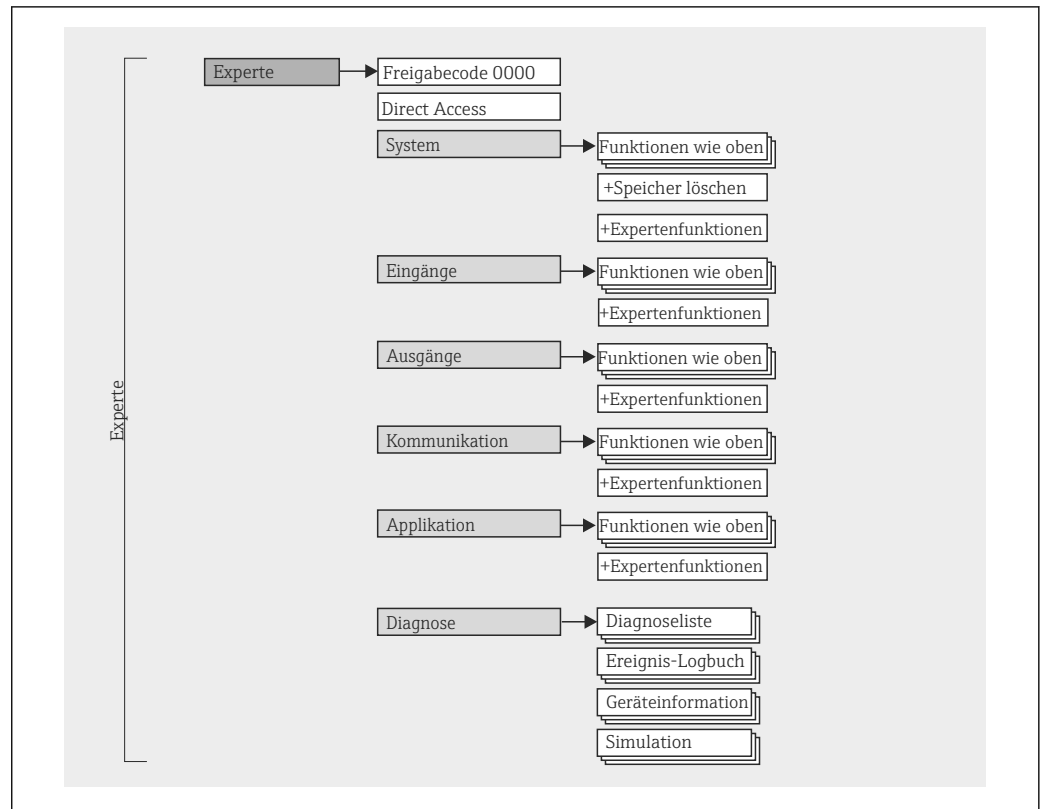 Experte
Experte
Freigabecode 0000
Direct Access
System
Funktionen wie oben
+Speicher löschen
+Expertenfunktionen
Eingänge
Funktionen wie oben
+Expertenfunktionen
Ausgänge
Funktionen wie oben
+Expertenfunktionen
Kommunikation
Funktionen wie oben
+Expertenfunktionen
Applikation
Funktionen wie oben
+Expertenfunktionen
Diagnose
Diagnoseliste
Ereignis-Logbuch
Geräteinformation
Simulation